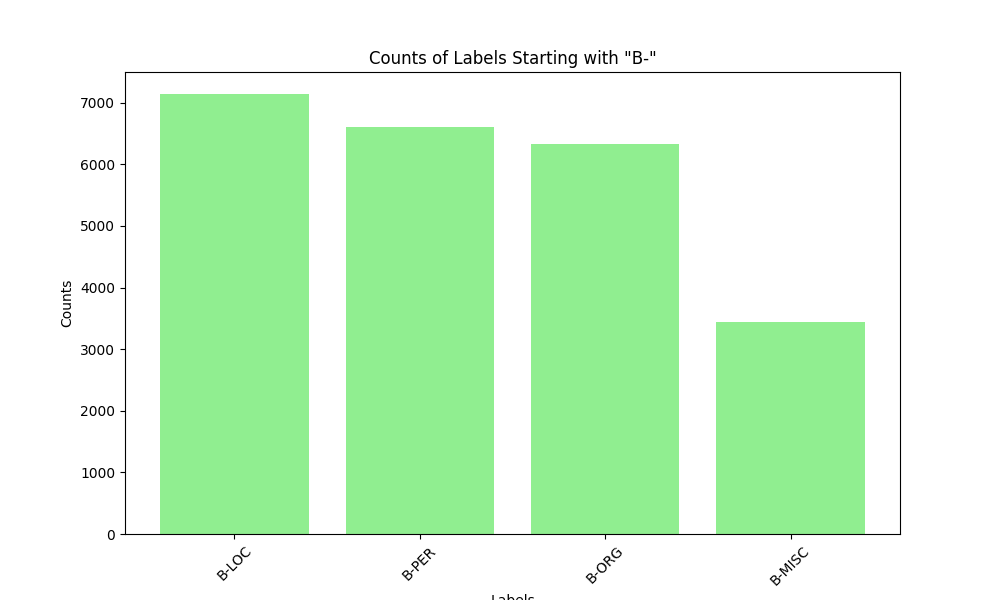 Counts of Labels Starting with "B-"
7000
6000
5000
4000
3000
2000
1000
0
Counts
B-LOC
B-PER
B-ORG
B-MISC
Labels